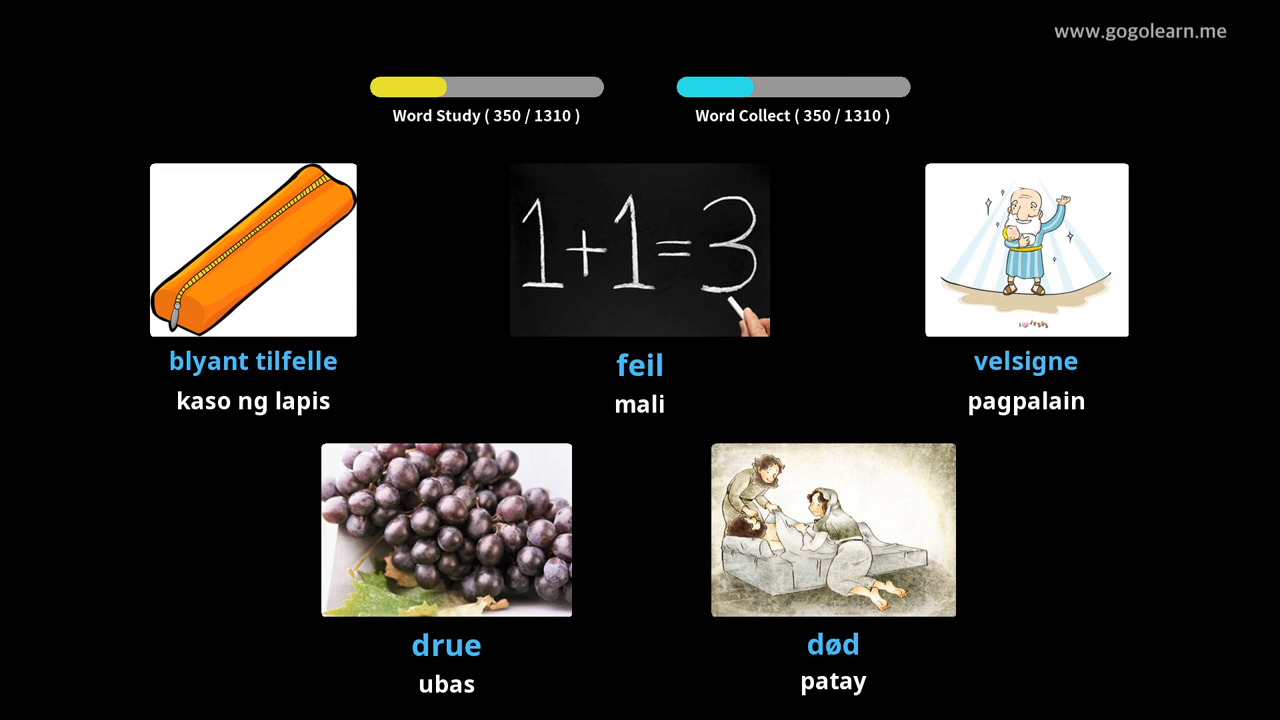 www.gogolearn.me
Word Study ( 350 / 1310 )
Word Collect ( 350 / 1310 )
1+1=3
blyant tilfelle
kaso ng lapis
feil
mali
velsigne
pagpalain
drue
ubas
død
patay